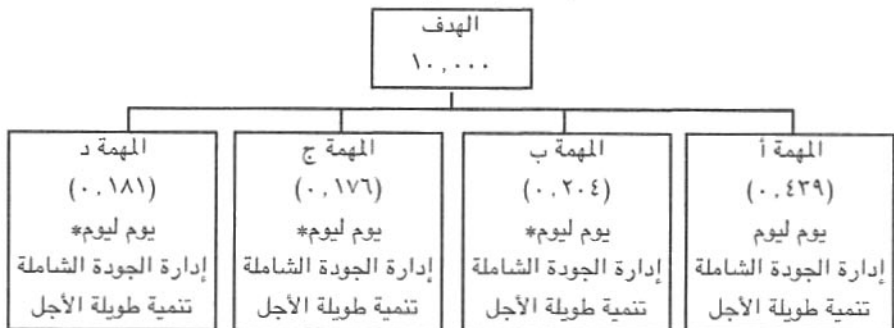 الهدف
١٠,٠٠٠
المهمة أ
(٠,٤٣٩)
يوم ليوم
إدارة الجودة الشاملة
تنمية طويلة الأجل
المهمة ب
(٠,٢٠٤)
يوم ليوم*
إدارة الجودة الشاملة
تنمية طويلة الأجل
المهمة ج
(٠,١٧٦)
يوم ليوم*
إدارة الجودة الشاملة
تنمية طويلة الأجل
المهمة د
(٠,١٨١)
يوم ليوم*
إدارة الجودة الشاملة
تنمية طويلة الأجل